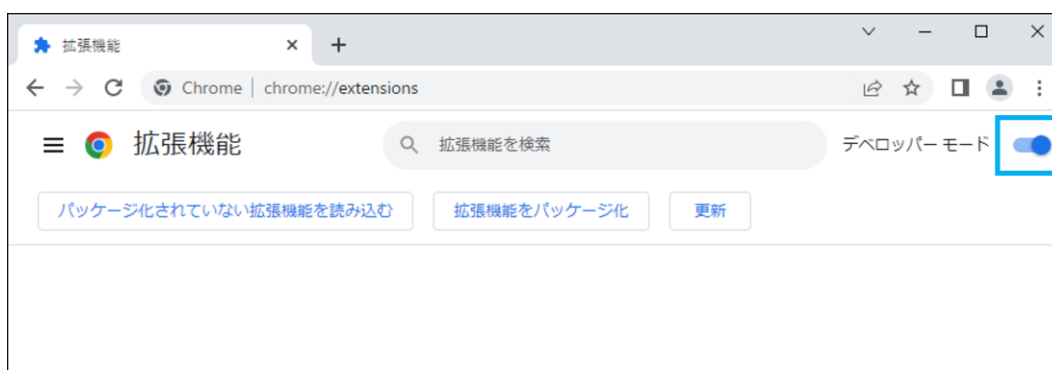 拡張機能
Chrome | chrome://extensions
拡張機能 拡張機能を検索 デベロッパー モード
パッケージ化されていない拡張機能を読み込む 拡張機能をパッケージ化 更新